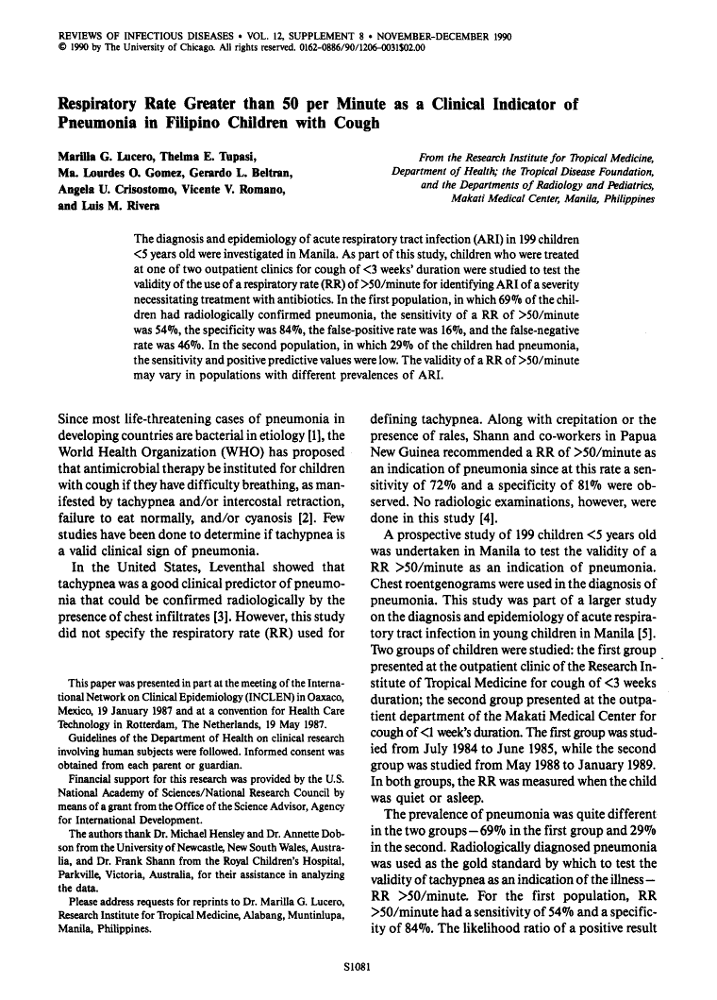 REVIEWS OF INFECTIOUS DISEASES • VOL. 12, SUPPLEMENT 8 • NOVEMBER-DECEMBER 1990
© 1990 by The University of Chicago. All rights reserved. 0162-0886/90/1206-0031$02.00
Respiratory Rate Greater than 50 per Minute as a Clinical Indicator of
Pneumonia in Filipino Children with Cough
Marilla G. Lucero, Thelma E. Tupasi,
Ma. Lourdes O. Gomez, Gerardo L. Beltran,
Angela U. Crisostomo, Vicente V. Romano,
and Luis M. Rivera
From the Research Institute for Tropical Medicine,
Department of Health; the Tropical Disease Foundation,
and the Departments of Radiology and Pediatrics,
Makati Medical Center, Manila, Philippines
The diagnosis and epidemiology of acute respiratory tract infection (ARI) in 199 children
<5 years old were investigated in Manila. As part of this study, children who were treated
at one of two outpatient clinics for cough of <3 weeks' duration were studied to test the
validity of the use of a respiratory rate (RR) of >50/minute for identifying ARI of a severity
necessitating treatment with antibiotics. In the first population, in which 69% of the chil-
dren had radiologically confirmed pneumonia, the sensitivity of a RR of >50/minute
was 54%, the specificity was 84%, the false-positive rate was 16%, and the false-negative
rate was 46%. In the second population, in which 29% of the children had pneumonia,
the sensitivity and positive predictive values were low. The validity of a RR of >50/minute
may vary in populations with different prevalences of ARI.
Since most life-threatening cases of pneumonia in
developing countries are bacterial in etiology [1], the
World Health Organization (WHO) has proposed
that antimicrobial therapy be instituted for children
with cough if they have difficulty breathing, as man-
ifested by tachypnea and/or intercostal retraction,
failure to eat normally, and/or cyanosis [2]. Few
studies have been done to determine if tachypnea is
a valid clinical sign of pneumonia.
In the United States, Leventhal showed that
tachypnea was a good clinical predictor of pneumo-
nia that could be confirmed radiologically by the
presence of chest infiltrates [3]. However, this study
did not specify the respiratory rate (RR) used for
This paper was presented in part at the meeting of the Interna-
tional Network on Clinical Epidemiology (INCLEN) in Oaxaco,
Mexico, 19 January 1987 and at a convention for Health Care
Technology in Rotterdam, The Netherlands, 19 May 1987.
Guidelines of the Department of Health on clinical research
involving human subjects were followed. Informed consent was
obtained from each parent or guardian.
Financial support for this research was provided by the U.S.
National Academy of Sciences/National Research Council by
means of a grant from the Office of the Science Advisor, Agency
for International Development.
The authors thank Dr. Michael Hensley and Dr. Annette Dob-
son from the University of Newcastle, New South Wales, Austra-
lia, and Dr. Frank Shann from the Royal Children's Hospital,
Parkville, Victoria, Australia, for their assistance in analyzing
the data.
Please address requests for reprints to Dr. Marilla G. Lucero,
Research Institute for Tropical Medicine, Alabang, Muntinlupa,
Manila, Philippines.
defining tachypnea. Along with crepitation or the
presence of rales, Shann and co-workers in Papua
New Guinea recommended a RR of >50/minute as
an indication of pneumonia since at this rate a sen-
sitivity of 72% and a specificity of 81% were ob-
served. No radiologic examinations, however, were
done in this study [4].
A prospective study of 199 children <5 years old
was undertaken in Manila to test the validity of a
RR >50/minute as an indication of pneumonia.
Chest roentgenograms were used in the diagnosis of
pneumonia. This study was part of a larger study
on the diagnosis and epidemiology of acute respira-
tory tract infection in young children in Manila [5].
Two groups of children were studied: the first group
presented at the outpatient clinic of the Research In-
stitute of Tropical Medicine for cough of <3 weeks
duration; the second group presented at the outpa-
tient department of the Makati Medical Center for
cough of <1 week's duration. The first group was stud-
ied from July 1984 to June 1985, while the second
group was studied from May 1988 to January 1989.
In both groups, the RR was measured when the child
was quiet or asleep.
The prevalence of pneumonia was quite different
in the two groups—69% in the first group and 29%
in the second. Radiologically diagnosed pneumonia
was used as the gold standard by which to test the
validity of tachypnea as an indication of the illness—
RR >50/minute. For the first population, RR
>50/minute had a sensitivity of 54% and a specific-
ity of 84%. The likelihood ratio of a positive result
S1081